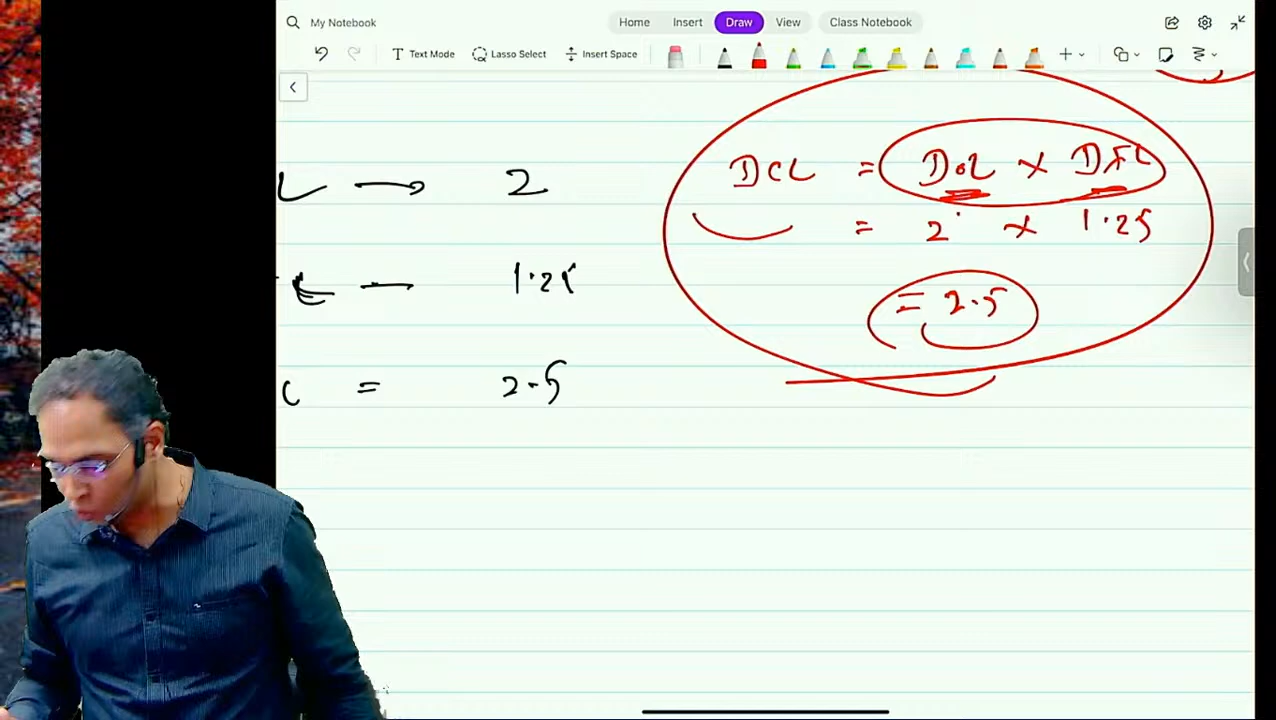 My Notebook
Home Insert Draw View Class Notebook
Text Mode Lasso Select Insert Space
L → 2
— 1.25
C = 2.5
DCL = DOL × DFL
= 2 × 1.25
= 2.5